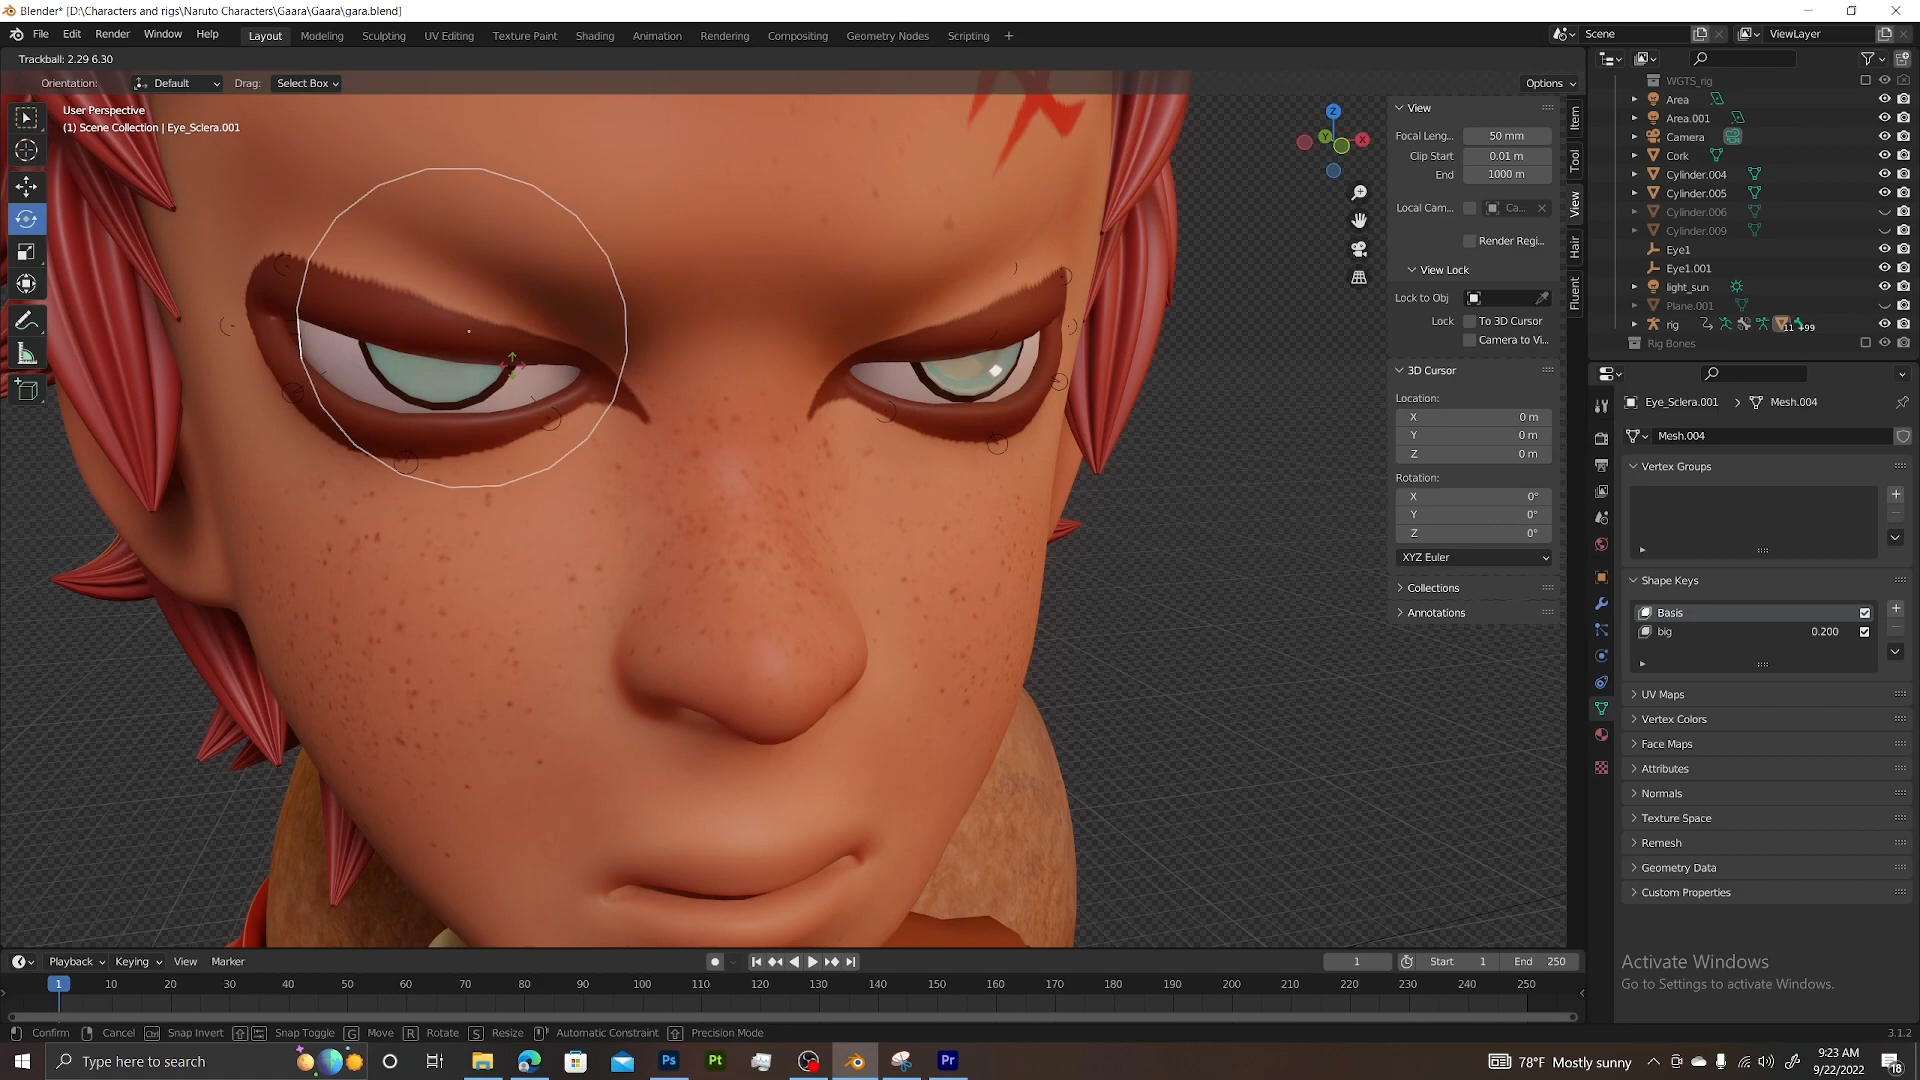 Blender* [D:\Characters and rigs\Naruto Characters\Gaara\Gaara\gara.blend]
File Edit Render Window Help Layout Modeling Sculpting UV Editing Texture Paint Shading Animation Rendering Compositing Geometry Nodes Scripting + Scene ViewLayer
Trackball: 2.29 6.30
Orientation: Default Drag: Select Box Options
User Perspective
(1) Scene Collection | Eye_Sclera.001
Z
Y
X
View
Focal Leng... 50 mm
Clip Start 0.01 m
End 1000 m
Local Cam... Ca...
Render Regi...
View Lock
Lock to Obj
Lock To 3D Cursor
Camera to Vi...
3D Cursor
Location:
X 0 m
Y 0 m
Z 0 m
Rotation:
X 0°
Y 0°
Z 0°
XYZ Euler
Collections
Annotations
Item
Tool
View
Hair
Fluent
WGTS_rig
Area
Area.001
Camera
Cork
Cylinder.004
Cylinder.005
Cylinder.006
Cylinder.009
Eye1
Eye1.001
light_sun
Plane.001
rig 11 +99
Rig Bones
Eye_Sclera.001 Mesh.004
Mesh.004
Vertex Groups
Shape Keys
Basis
big 0.200
UV Maps
Vertex Colors
Face Maps
Attributes
Normals
Texture Space
Remesh
Geometry Data
Custom Properties
Activate Windows
Go to Settings to activate Windows.
Playback Keying View Marker 1 Start 1 End 250
1 10 20 30 40 50 60 70 80 90 100 110 120 130 140 150 160 170 180 190 200 210 220 230 240 250
Confirm Cancel Ctrl Snap Invert Snap Toggle G Move R Rotate S Resize Automatic Constraint Precision Mode 3.1.2
Type here to search Ps Pt Pr 78°F Mostly sunny 9:23 AM
9/22/2022 18